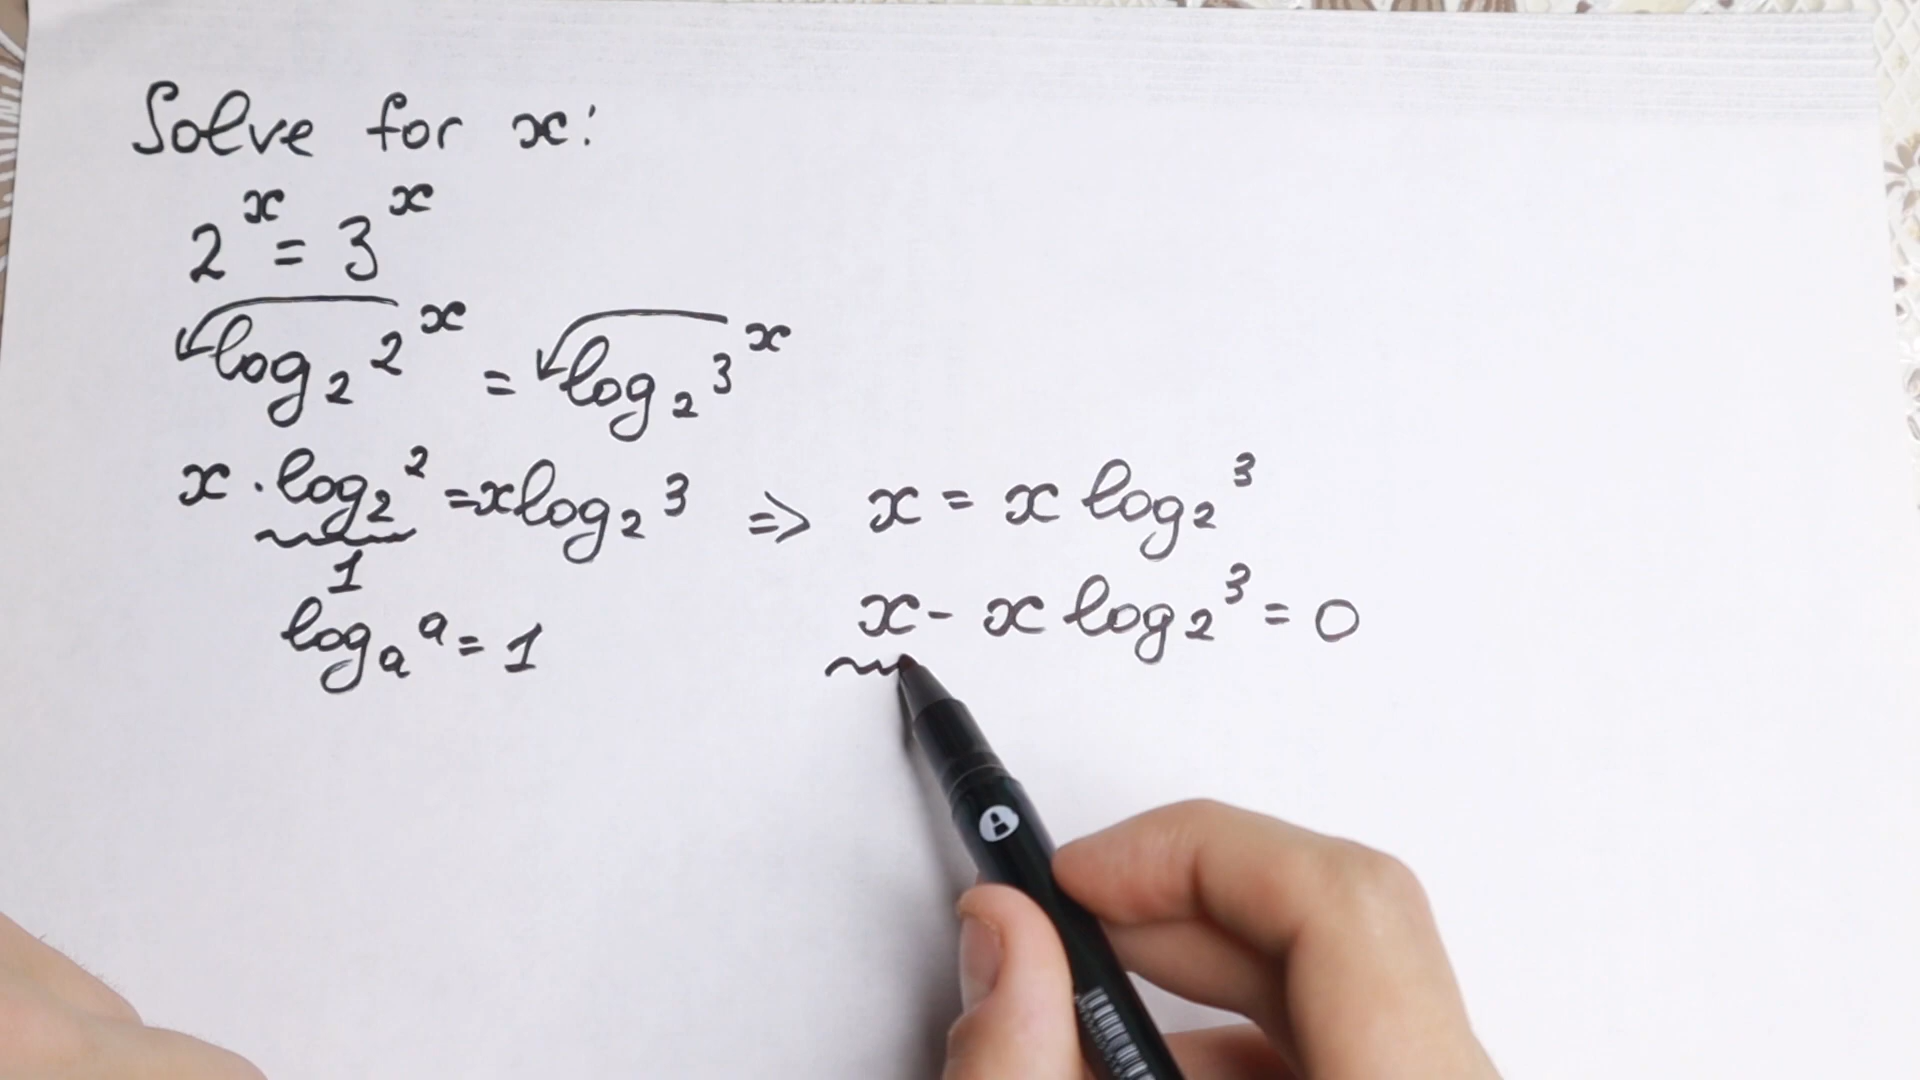 Solve for x:
2^x = 3^x
log₂ 2^x = log₂ 3^x
x · log₂ 2 = x log₂ 3 => x = x log₂ 3
1
logₐ a = 1
x - x log₂ 3 = 0